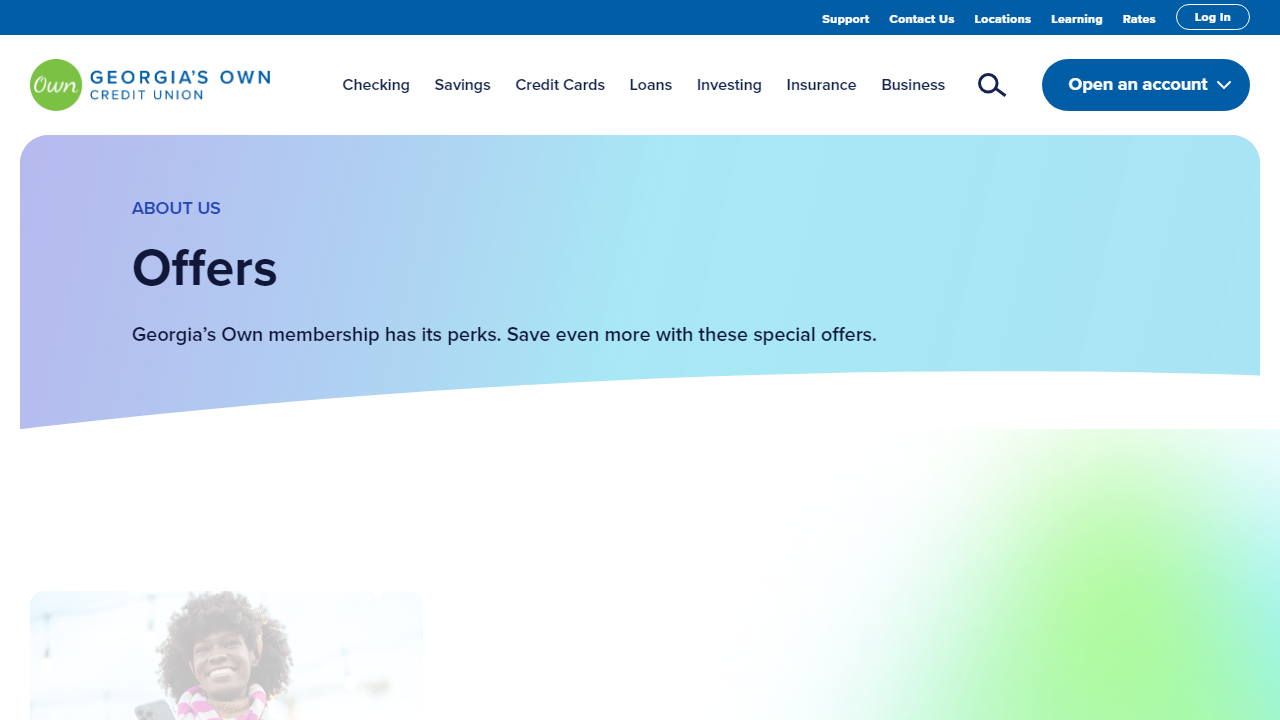 Support Contact Us Locations Learning Rates Log In
Own GEORGIA'S OWN
CREDIT UNION
Checking Savings Credit Cards Loans Investing Insurance Business Open an account
ABOUT US
Offers
Georgia’s Own membership has its perks. Save even more with these special offers.